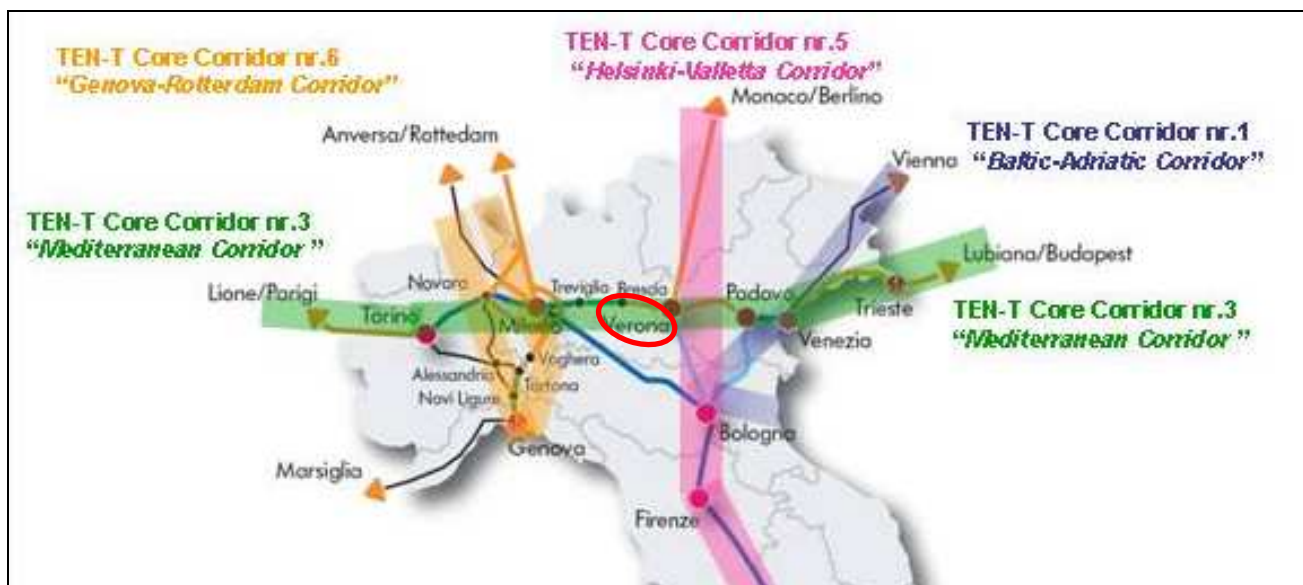 TEN-T Core Corridor nr.5
"Helsinki-Valletta Corridor"
TEN-T Core Corridor nr.6
"Genova-Rotterdam Corridor"
Monaco/Berlino
Anversa/Rottedam
TEN-T Core Corridor nr.1
"Baltic-Adriatic Corridor"
Vienna
TEN-T Core Corridor nr.3
"Mediterranean Corridor "
Lubiana/Budapest
Lione/Parigi
Novara
Treviglio
Brescia
Padova
Trieste
Torino
Milano
Verona
Venezia
TEN-T Core Corridor nr.3
"Mediterranean Corridor "
Voghera
Alessandria
Tortona
Novi Ligure
Genova
Bologna
Marsiglia
Firenze